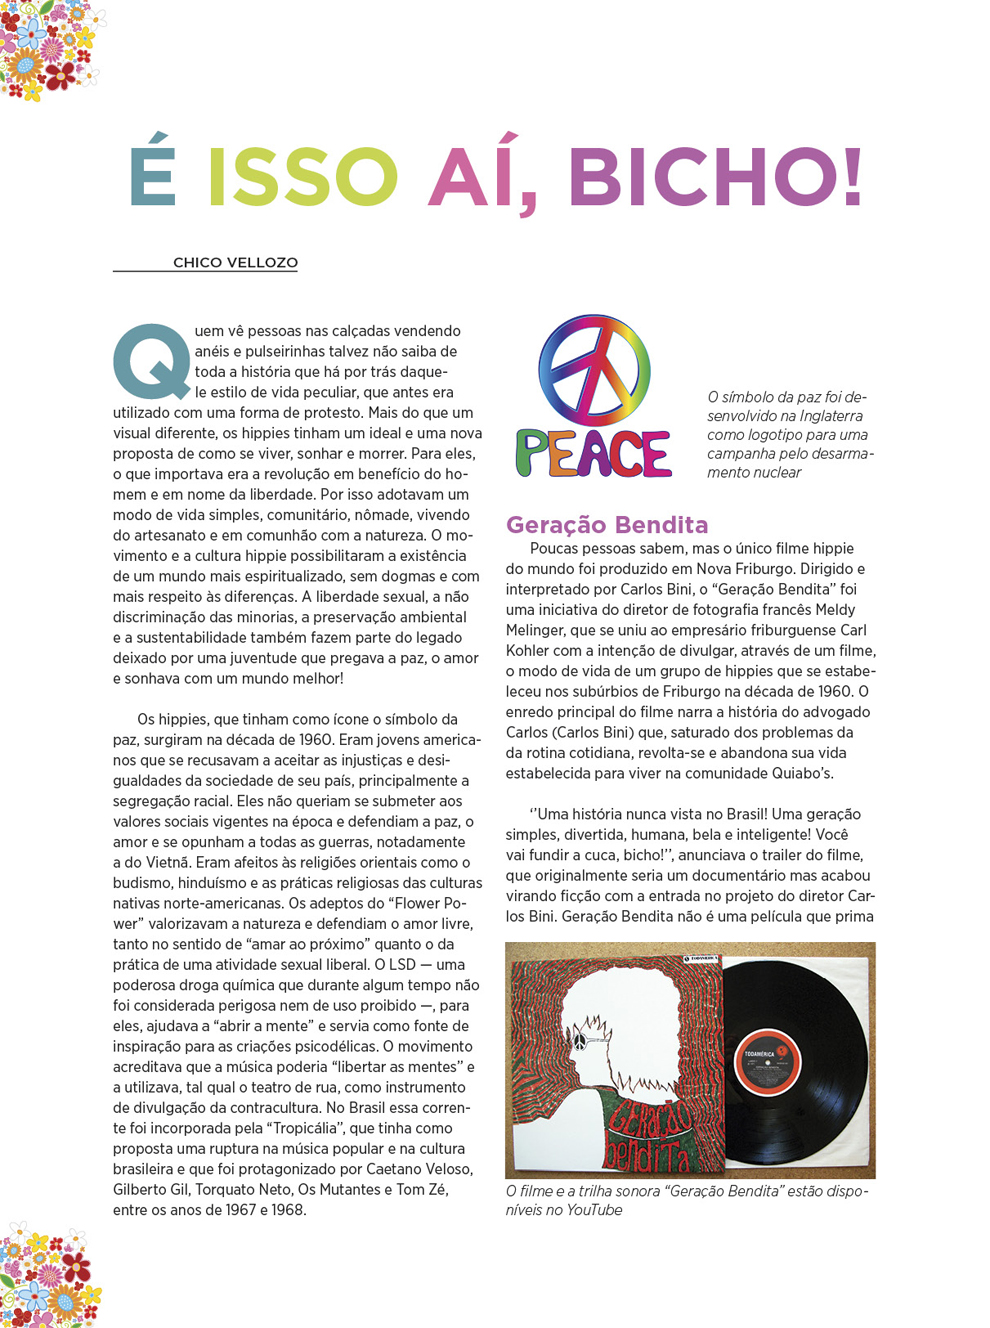 É ISSO AÍ, BICHO!
CHICO VELLOZO
Quem vê pessoas nas calçadas vendendo
anéis e pulseirinhas talvez não saiba de
toda a história que há por trás daque-
le estilo de vida peculiar, que antes era
utilizado com uma forma de protesto. Mais do que um
visual diferente, os hippies tinham um ideal e uma nova
proposta de como se viver, sonhar e morrer. Para eles,
o que importava era a revolução em benefício do ho-
mem e em nome da liberdade. Por isso adotavam um
modo de vida simples, comunitário, nômade, vivendo
do artesanato e em comunhão com a natureza. O mo-
vimento e a cultura hippie possibilitaram a existência
de um mundo mais espiritualizado, sem dogmas e com
mais respeito às diferenças. A liberdade sexual, a não
discriminação das minorias, a preservação ambiental
e a sustentabilidade também fazem parte do legado
deixado por uma juventude que pregava a paz, o amor
e sonhava com um mundo melhor!
Os hippies, que tinham como ícone o símbolo da
paz, surgiram na década de 1960. Eram jovens america-
nos que se recusavam a aceitar as injustiças e desi-
gualdades da sociedade de seu país, principalmente a
segregação racial. Eles não queriam se submeter aos
valores sociais vigentes na época e defendiam a paz, o
amor e se opunham a todas as guerras, notadamente
a do Vietnã. Eram afeitos às religiões orientais como o
budismo, hinduísmo e as práticas religiosas das culturas
nativas norte-americanas. Os adeptos do “Flower Po-
wer” valorizavam a natureza e defendiam o amor livre,
tanto no sentido de “amar ao próximo” quanto o da
prática de uma atividade sexual liberal. O LSD — uma
poderosa droga química que durante algum tempo não
foi considerada perigosa nem de uso proibido —, para
eles, ajudava a “abrir a mente” e servia como fonte de
inspiração para as criações psicodélicas. O movimento
acreditava que a música poderia “libertar as mentes” e
a utilizava, tal qual o teatro de rua, como instrumento
de divulgação da contracultura. No Brasil essa corren-
te foi incorporada pela “Tropicália”, que tinha como
proposta uma ruptura na música popular e na cultura
brasileira e que foi protagonizado por Caetano Veloso,
Gilberto Gil, Torquato Neto, Os Mutantes e Tom Zé,
entre os anos de 1967 e 1968.
PEACE
O símbolo da paz foi de-
senvolvido na Inglaterra
como logotipo para uma
campanha pelo desarma-
mento nuclear
Geração Bendita
Poucas pessoas sabem, mas o único filme hippie
do mundo foi produzido em Nova Friburgo. Dirigido e
interpretado por Carlos Bini, o “Geração Bendita” foi
uma iniciativa do diretor de fotografia francês Meldy
Melinger, que se uniu ao empresário friburguense Carl
Kohler com a intenção de divulgar, através de um filme,
o modo de vida de um grupo de hippies que se estabe-
leceu nos subúrbios de Friburgo na década de 1960. O
enredo principal do filme narra a história do advogado
Carlos (Carlos Bini) que, saturado dos problemas da
da rotina cotidiana, revolta-se e abandona sua vida
estabelecida para viver na comunidade Quiabo’s.
‘’Uma história nunca vista no Brasil! Uma geração
simples, divertida, humana, bela e inteligente! Você
vai fundir a cuca, bicho!’’, anunciava o trailer do filme,
que originalmente seria um documentário mas acabou
virando ficção com a entrada no projeto do diretor Car-
los Bini. Geração Bendita não é uma película que prima
TODAMÉRICA
TODAMÉRICA
GERAÇÃO
bendiTa
O filme e a trilha sonora “Geração Bendita” estão dispo-
níveis no YouTube